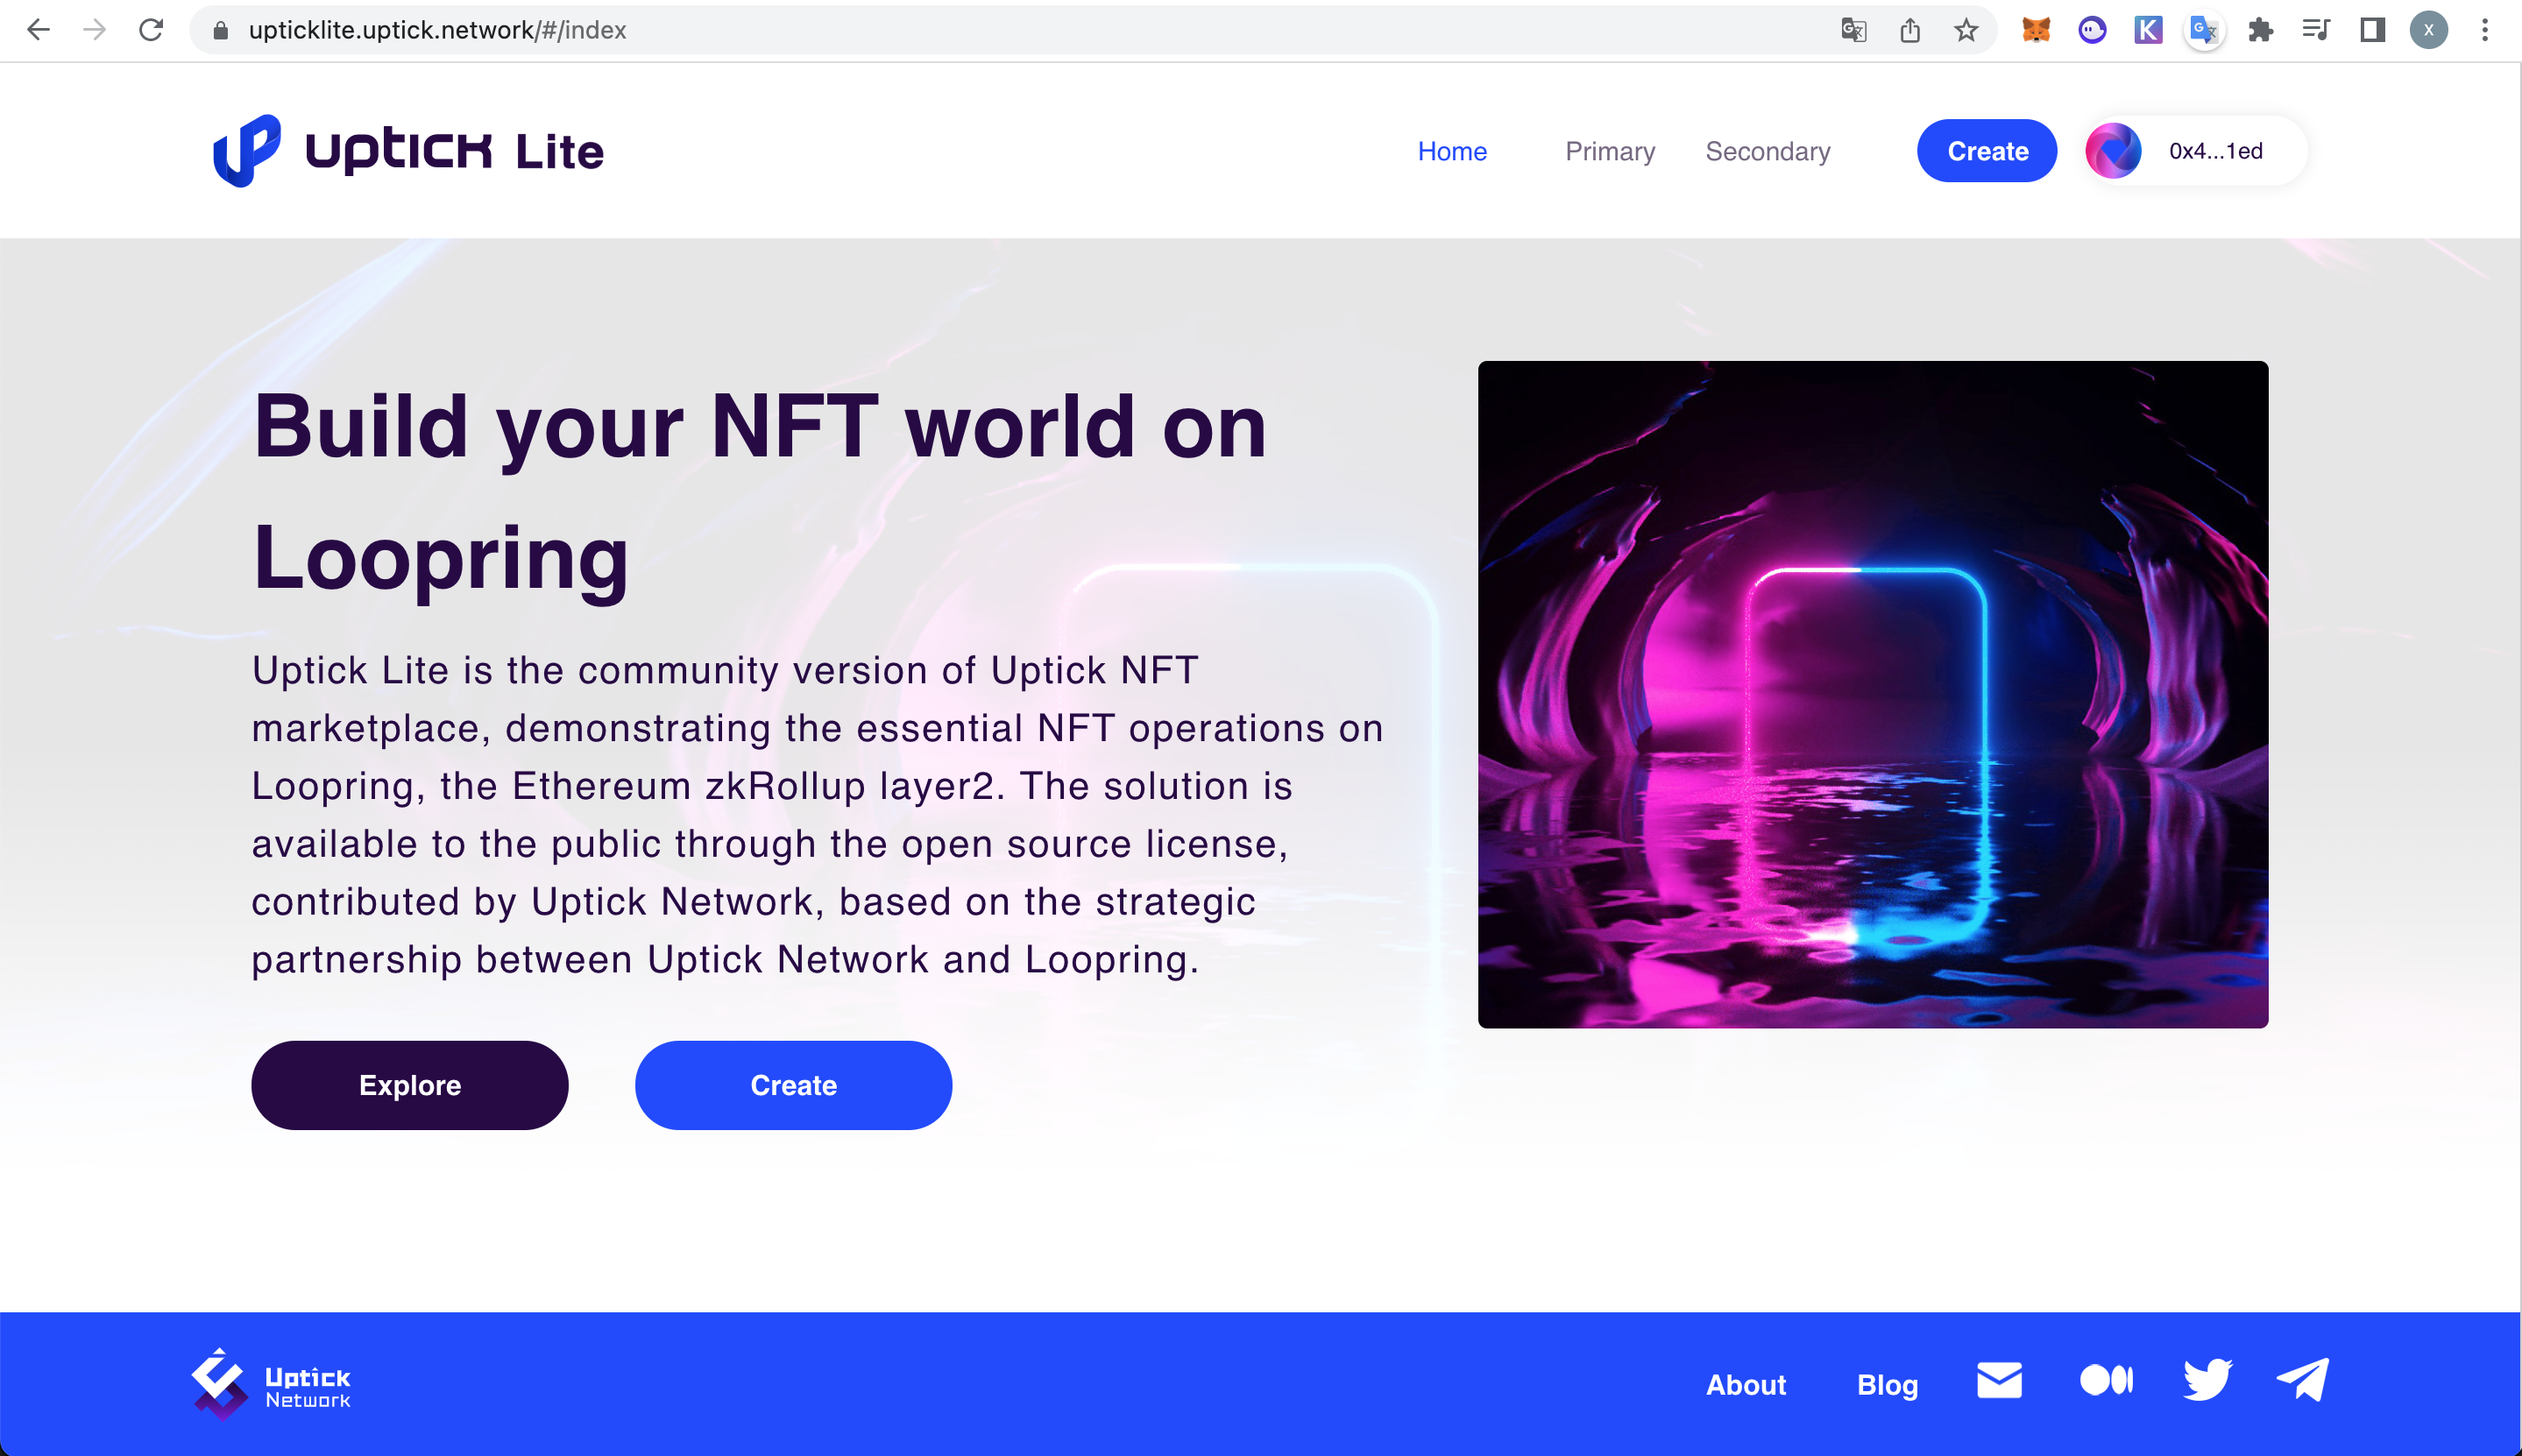 upticklite.uptick.network/#/index
X
uptick Lite
Home
Primary
Secondary
Create
0x4...1ed
Build your NFT world on
Loopring
Uptick Lite is the community version of Uptick NFT
marketplace, demonstrating the essential NFT operations on
Loopring, the Ethereum zkRollup layer2. The solution is
available to the public through the open source license,
contributed by Uptick Network, based on the strategic
partnership between Uptick Network and Loopring.
Explore
Create
Uptick
Network
About
Blog